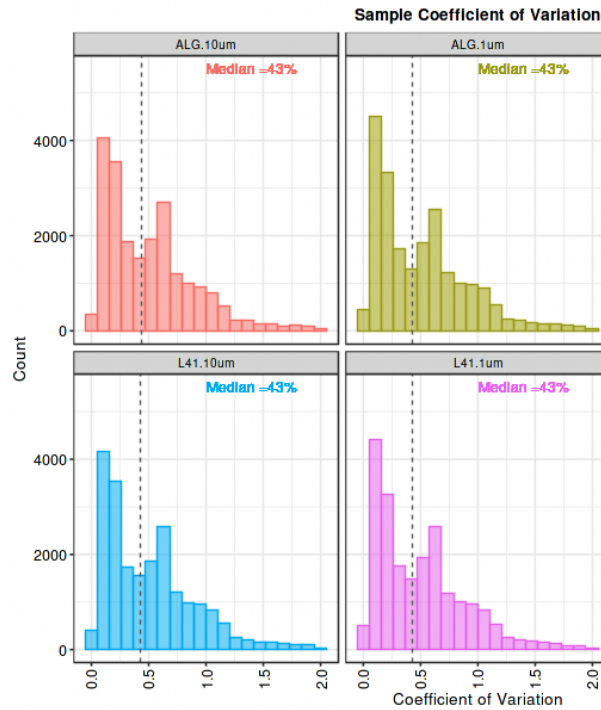 Sample Coefficient of Variation
ALG.10um
ALG.1um
Median =43%
Median =43%
4000
2000
0
Count
L41.10um
L41.1um
Median =43%
Median =43%
4000
2000
0
0.0 0.5 1.0 1.5 2.0
0.0 0.5 1.0 1.5 2.0
Coefficient of Variation